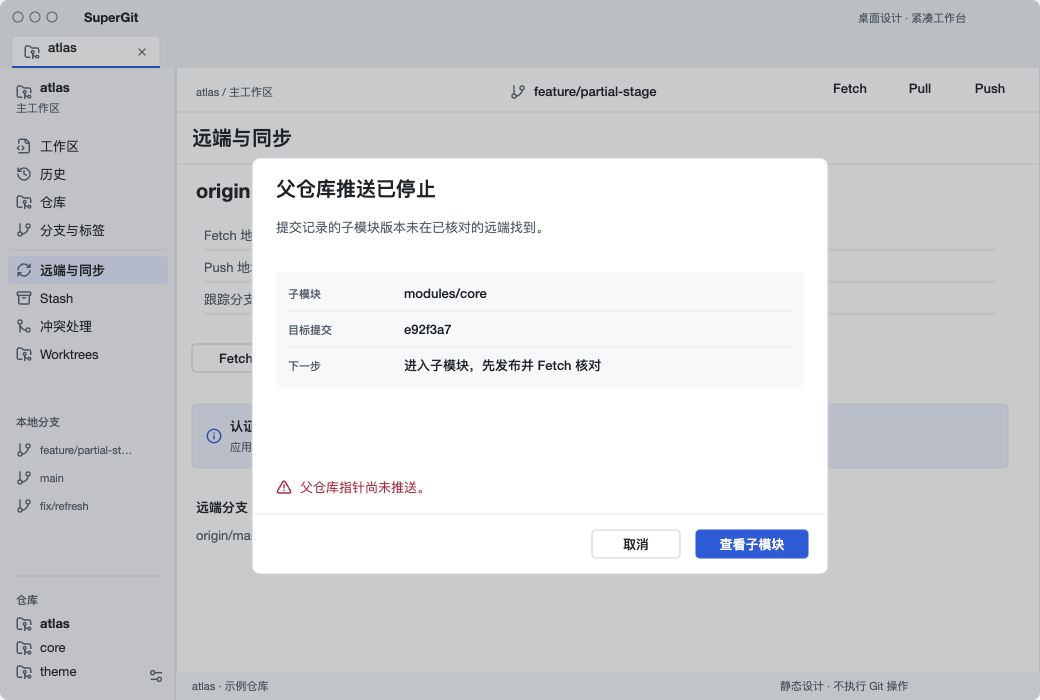 SuperGit
桌面设计 · 紧凑工作台
atlas
atlas
主工作区
工作区
历史
仓库
分支与标签
远端与同步
Stash
冲突处理
Worktrees
本地分支
feature/partial-st…
main
fix/refresh
仓库
atlas
core
theme
atlas / 主工作区
feature/partial-stage
Fetch
Pull
Push
远端与同步
origin
Fetch 地
Push 地
跟踪分支
Fetch
认证
应用
远端分支
origin/ma
父仓库推送已停止
提交记录的子模块版本未在已核对的远端找到。
子模块 modules/core
目标提交 e92f3a7
下一步 进入子模块，先发布并 Fetch 核对
父仓库指针尚未推送。
取消
查看子模块
atlas · 示例仓库
静态设计 · 不执行 Git 操作